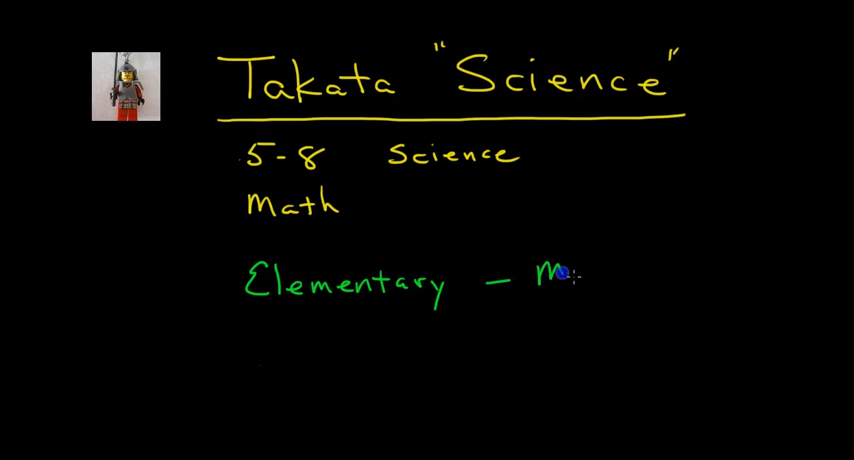 Takata "Science"
5-8 Science
Math
Elementary - M